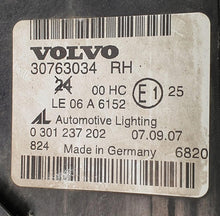 VOLVO
30763034 RH
24 00 HC E1 25
LE 06 A 6152
AL Automotive Lighting
0 301 237 202 07.09.07
824 Made in Germany 6820